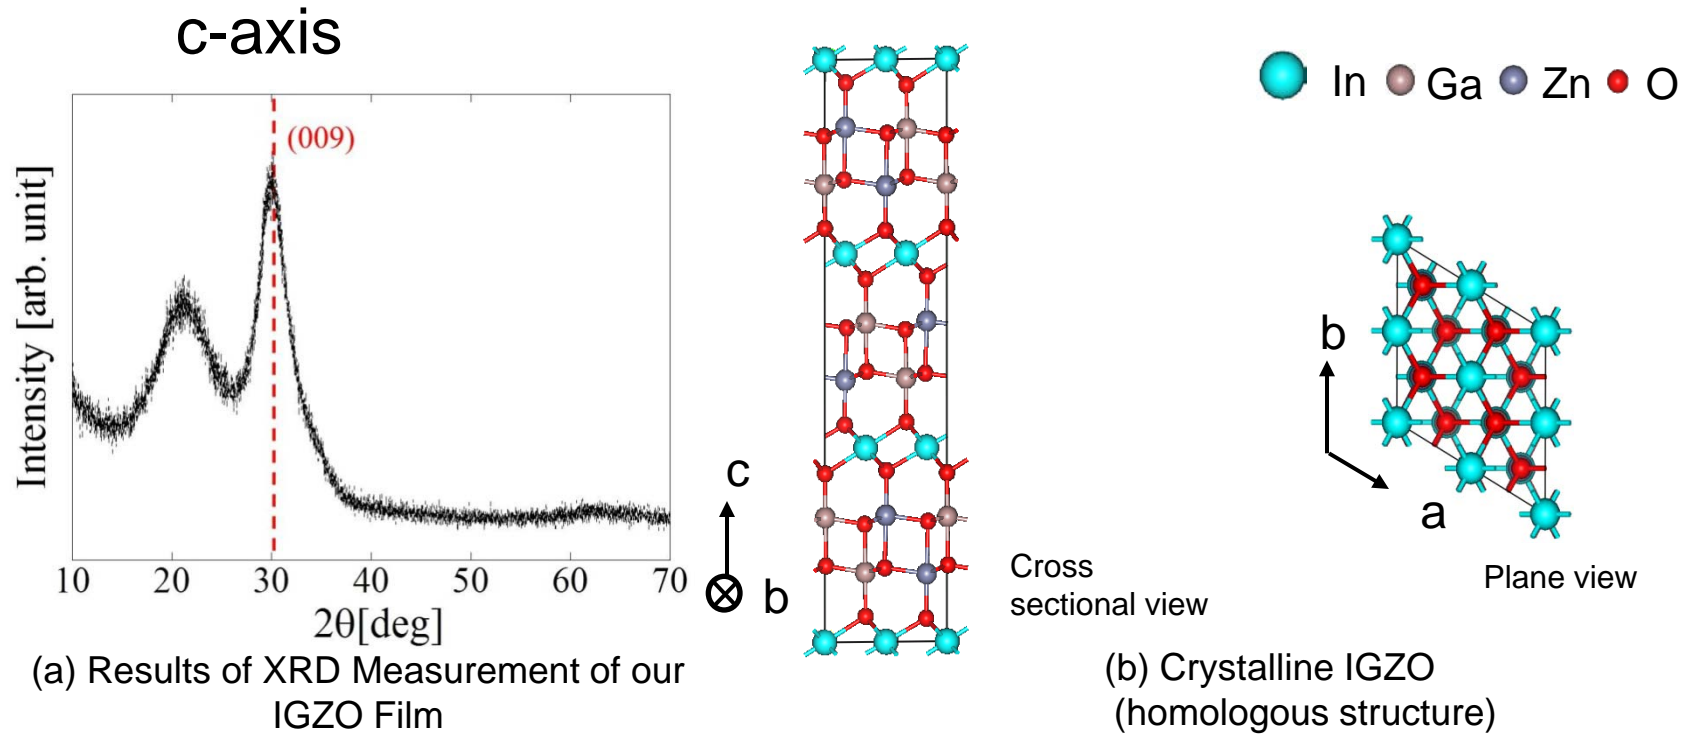 c-axis
In Ga Zn O
(009)
Intensity [arb. unit]
10 20 30 40 50 60 70
2θ[deg]
(a) Results of XRD Measurement of our
IGZO Film
c
b
Cross
sectional view
b
a
Plane view
(b) Crystalline IGZO
(homologous structure)